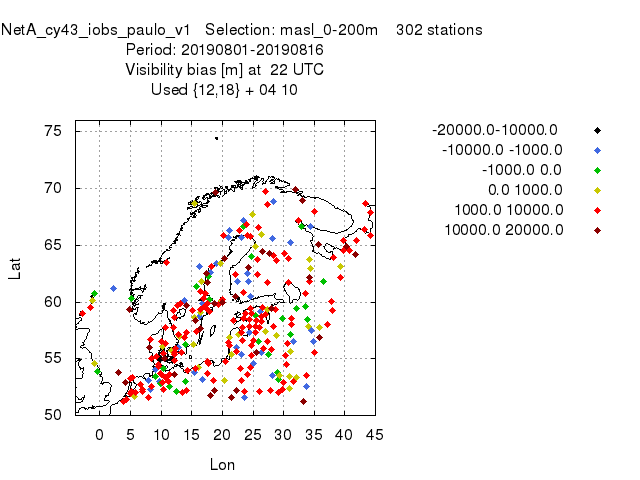 NetA_cy43_iobs_paulo_v1 Selection: masl_0-200m 302 stations
Period: 20190801-20190816
Visibility bias [m] at 22 UTC
Used {12,18} + 04 10
-20000.0-10000.0
-10000.0 -1000.0
-1000.0 0.0
0.0 1000.0
1000.0 10000.0
10000.0 20000.0
75
70
65
60
55
50
Lat
0 5 10 15 20 25 30 35 40 45
Lon